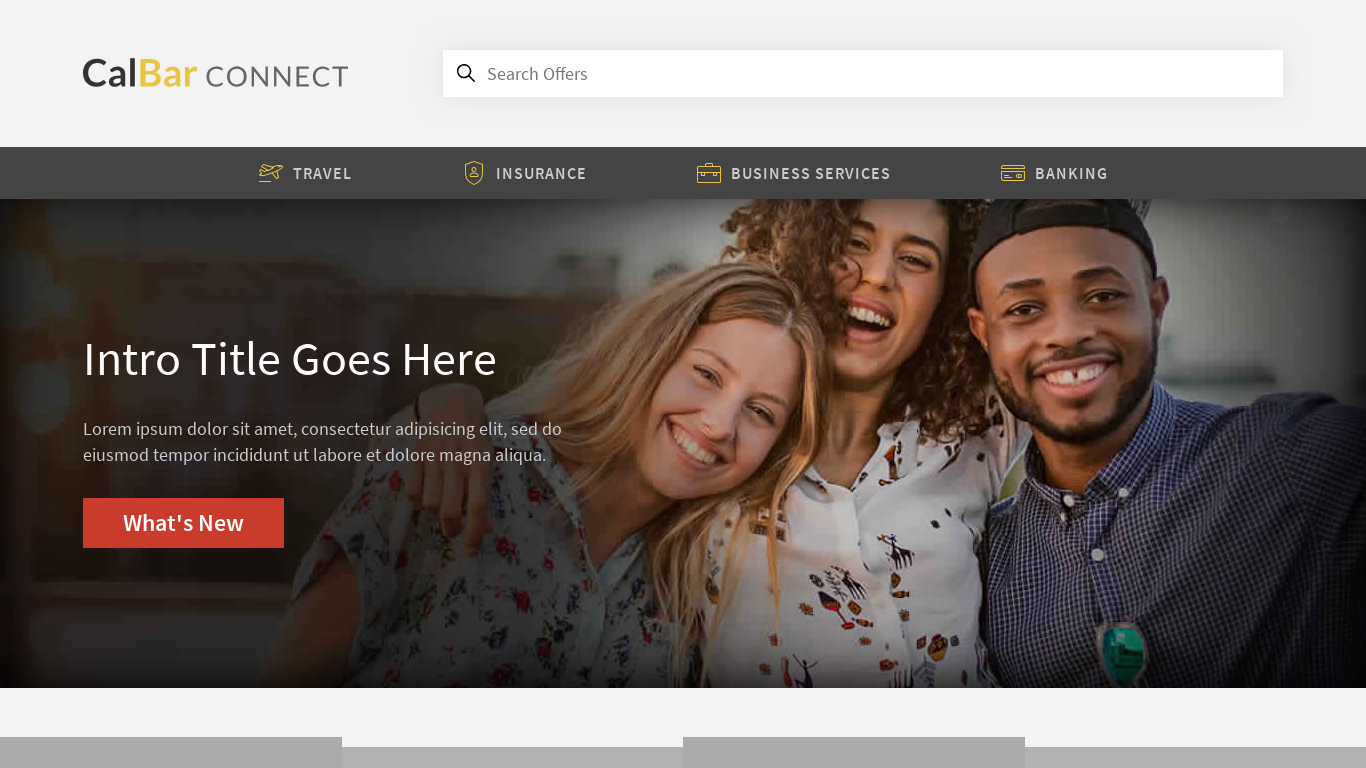 CalBar CONNECT
Search Offers
TRAVEL
INSURANCE
BUSINESS SERVICES
BANKING
Intro Title Goes Here
Lorem ipsum dolor sit amet, consectetur adipisicing elit, sed do
eiusmod tempor incididunt ut labore et dolore magna aliqua.
What's New